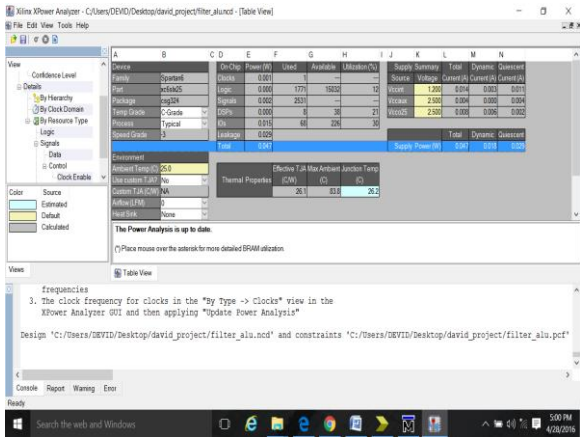 Xilinx XPower Analyzer - C:/Users/DEVID/Desktop/david_project/filter_alu.ncd - [Table View]
File Edit View Tools Help
View
Confidence Level
Details
By Hierarchy
By Clock Domain
By Resource Type
Logic
Signals
Data
Control
Clock Enable
Color Source
Estimated
Default
Calculated
Views
A B C D E F G H I J K L M N
Device
Family Spartan6
Part xc6slx25
Package csg324
Temp Grade C-Grade
Process Typical
Speed Grade -3
Environment
Ambient Temp (C) 25.0
Use custom TJA? No
Custom TJA (C/W) NA
Airflow (LFM) 0
Heat Sink None
On-Chip Power (W) Used Available Utilization (%)
Clocks 0.001 1 --- ---
Logic 0.000 1771 15032 12
Signals 0.002 2531 --- ---
DSPs 0.000 8 38 21
IOs 0.015 68 226 30
Leakage 0.029
Total 0.047
Effective TJA Max Ambient Junction Temp
Thermal Properties (C/W) (C) (C)
26.1 83.8 26.2
Supply Summary Total Dynamic Quiescent
Source Voltage Current (A) Current (A) Current (A)
Vccint 1.200 0.014 0.003 0.011
Vccaux 2.500 0.004 0.000 0.004
Vcco25 2.500 0.008 0.006 0.002
Total Dynamic Quiescent
Supply Power (W) 0.047 0.018 0.029
The Power Analysis is up to date.
(*) Place mouse over the asterisk for more detailed BRAM utilization.
Table View
frequencies
3. The clock frequency for clocks in the "By Type -> Clocks" view in the
XPower Analyzer GUI and then applying "Update Power Analysis"
Design 'C:/Users/DEVID/Desktop/david_project/filter_alu.ncd' and constraints 'C:/Users/DEVID/Desktop/david_project/filter_alu.pcf'
Console Report Warning Error
Ready
Search the web and Windows
5:00 PM
4/28/2016